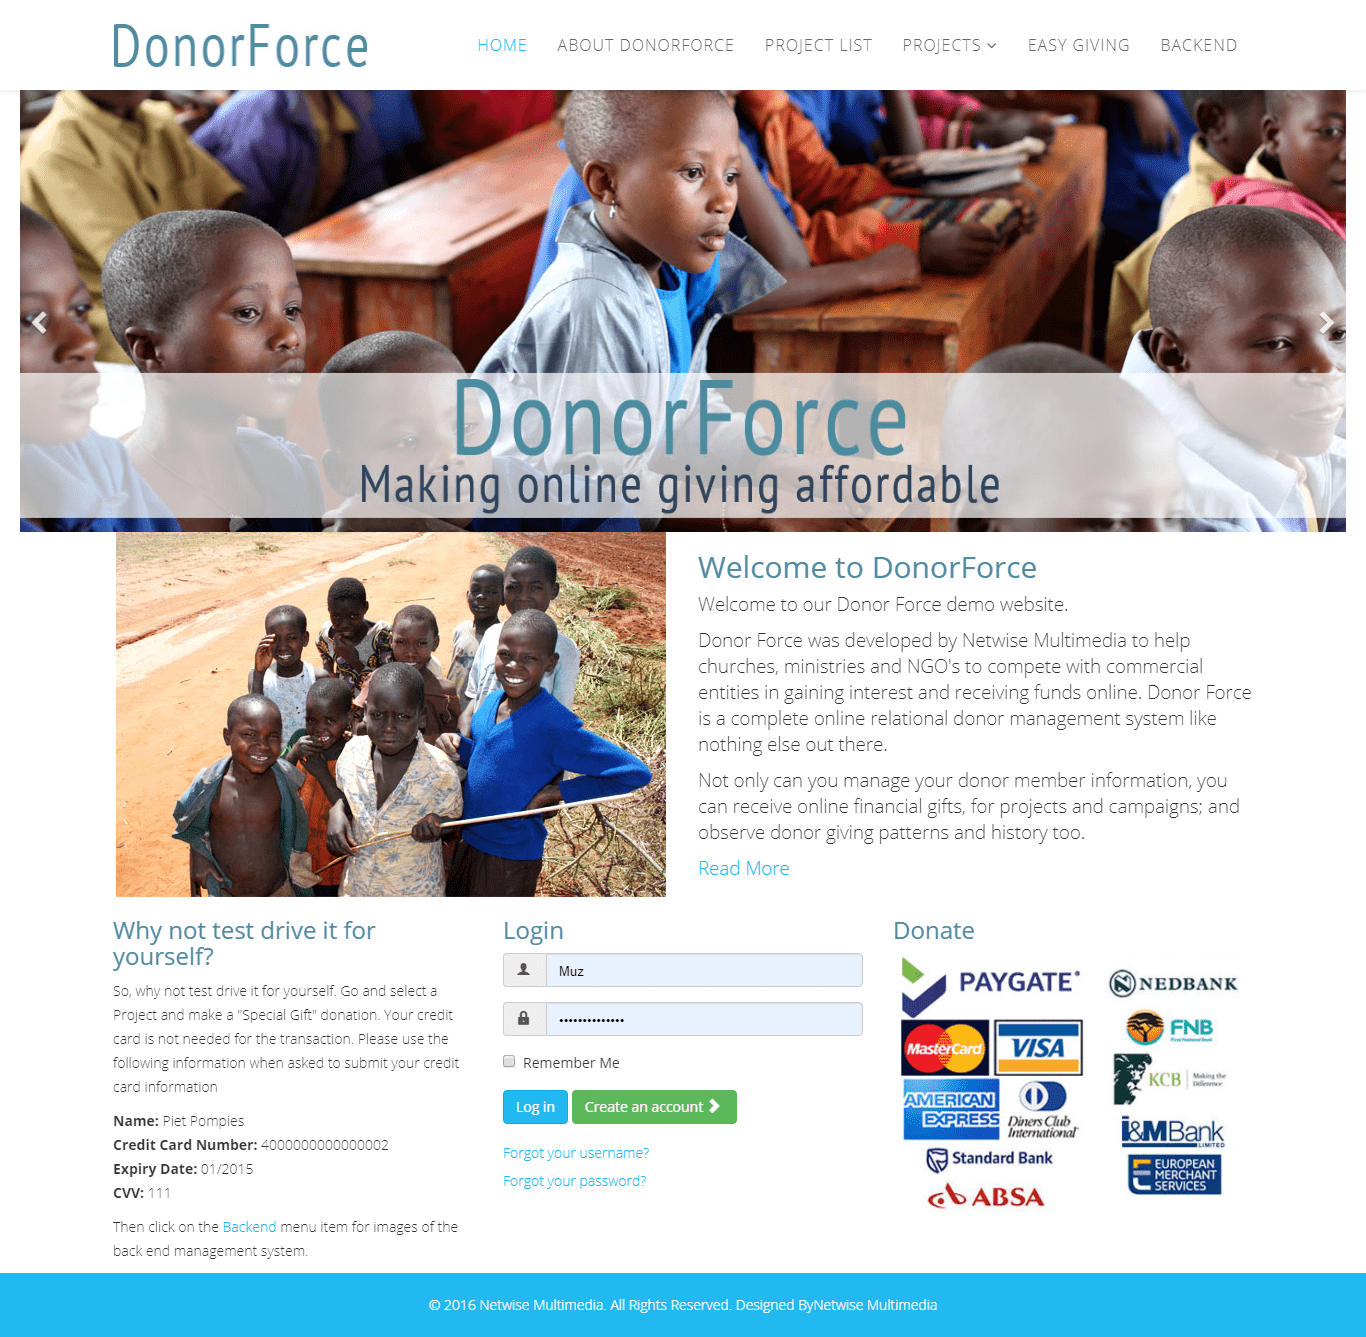 DonorForce
HOME ABOUT DONORFORCE PROJECT LIST PROJECTS EASY GIVING BACKEND
DonorForce
Making online giving affordable
Welcome to DonorForce
Welcome to our Donor Force demo website.
Donor Force was developed by Netwise Multimedia to help
churches, ministries and NGO's to compete with commercial
entities in gaining interest and receiving funds online. Donor Force
is a complete online relational donor management system like
nothing else out there.
Not only can you manage your donor member information, you
can receive online financial gifts, for projects and campaigns; and
observe donor giving patterns and history too.
Read More
Why not test drive it for
yourself?
So, why not test drive it for yourself. Go and select a
Project and make a "Special Gift" donation. Your credit
card is not needed for the transaction. Please use the
following information when asked to submit your credit
card information
Name: Piet Pompies
Credit Card Number: 4000000000000002
Expiry Date: 01/2015
CVV: 111
Then click on the Backend menu item for images of the
back end management system.
Login
Muz
••••••••••••••
Remember Me
Log in Create an account
Forgot your username?
Forgot your password?
Donate
PAYGATE
MasterCard VISA
AMERICAN
EXPRESS
Diners Club
International
Standard Bank
ABSA
NEDBANK
FNB
First National Bank
KCB Making the
Difference
I&M Bank
LIMITED
EUROPEAN
MERCHANT
SERVICES
© 2016 Netwise Multimedia. All Rights Reserved. Designed ByNetwise Multimedia